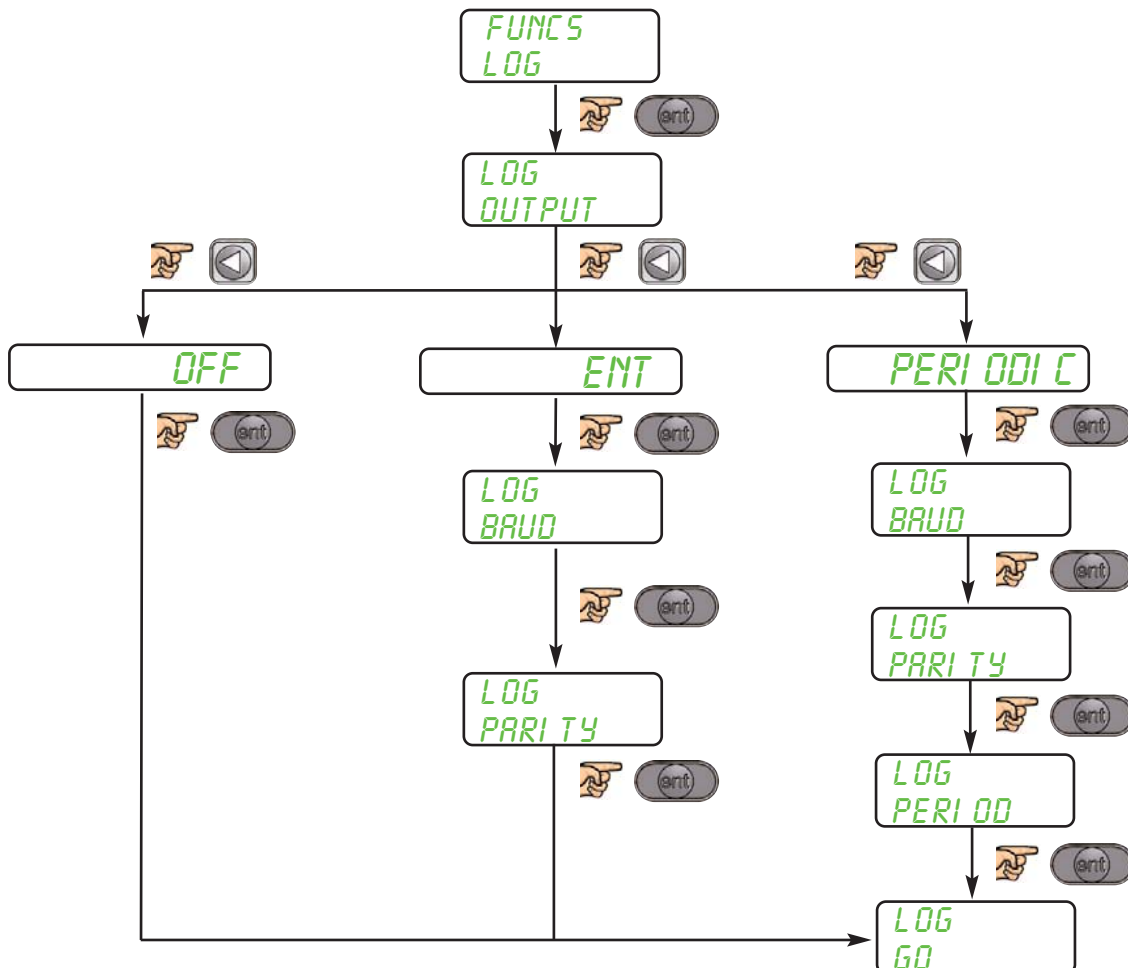 FUNCS
LOG
ent
LOG
OUTPUT
OFF
ENT
PERIODIC
ent
ent
ent
LOG
BAUD
LOG
BAUD
ent
ent
LOG
PARITY
LOG
PARITY
ent
ent
LOG
PERIOD
ent
LOG
GO